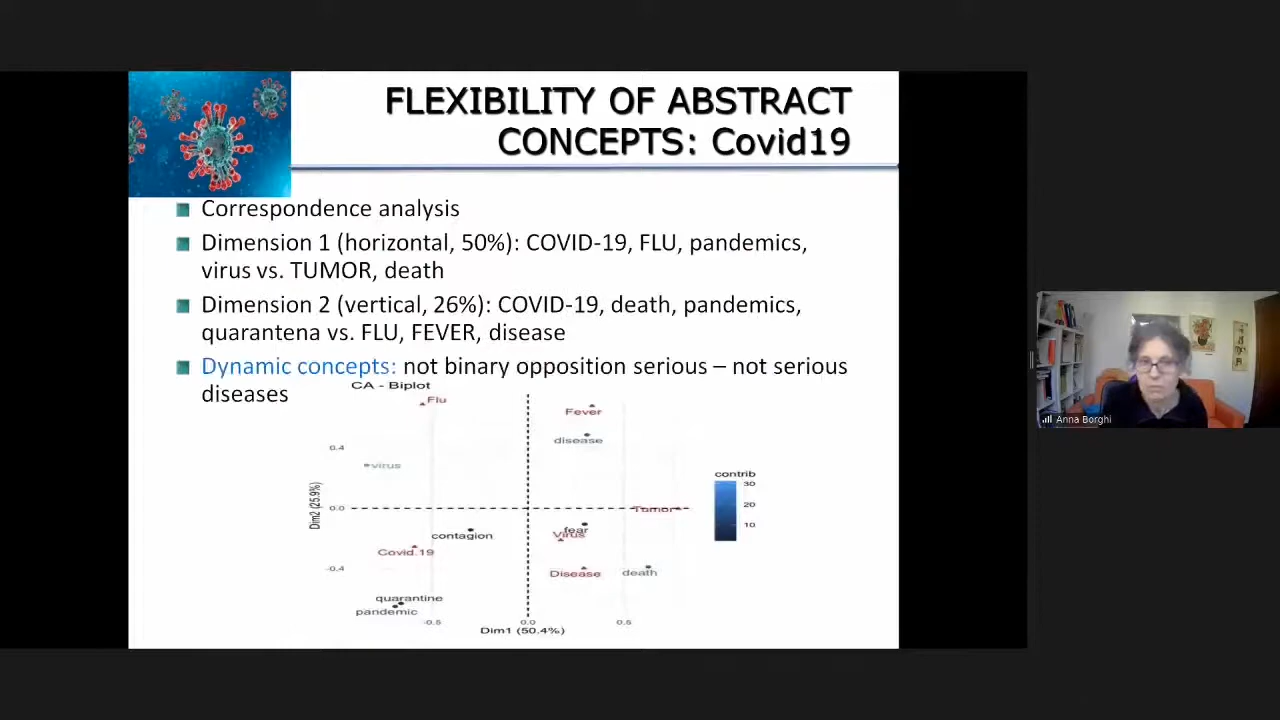 FLEXIBILITY OF ABSTRACT
CONCEPTS: Covid19
Correspondence analysis
Dimension 1 (horizontal, 50%): COVID-19, FLU, pandemics,
virus vs. TUMOR, death
Dimension 2 (vertical, 26%): COVID-19, death, pandemics,
quarantena vs. FLU, FEVER, disease
Dynamic concepts: not binary opposition serious – not serious
diseases
CA - Biplot
Flu
Fever
disease
0.4
virus
contrib
30
20
10
Dim2 (25.9%)
0.0
Tumor
contagion
fear
Virus
Covid.19
-0.4
Disease
death
quarantine
pandemic
-0.5
0.0
0.5
Dim1 (50.4%)
Anna Borghi